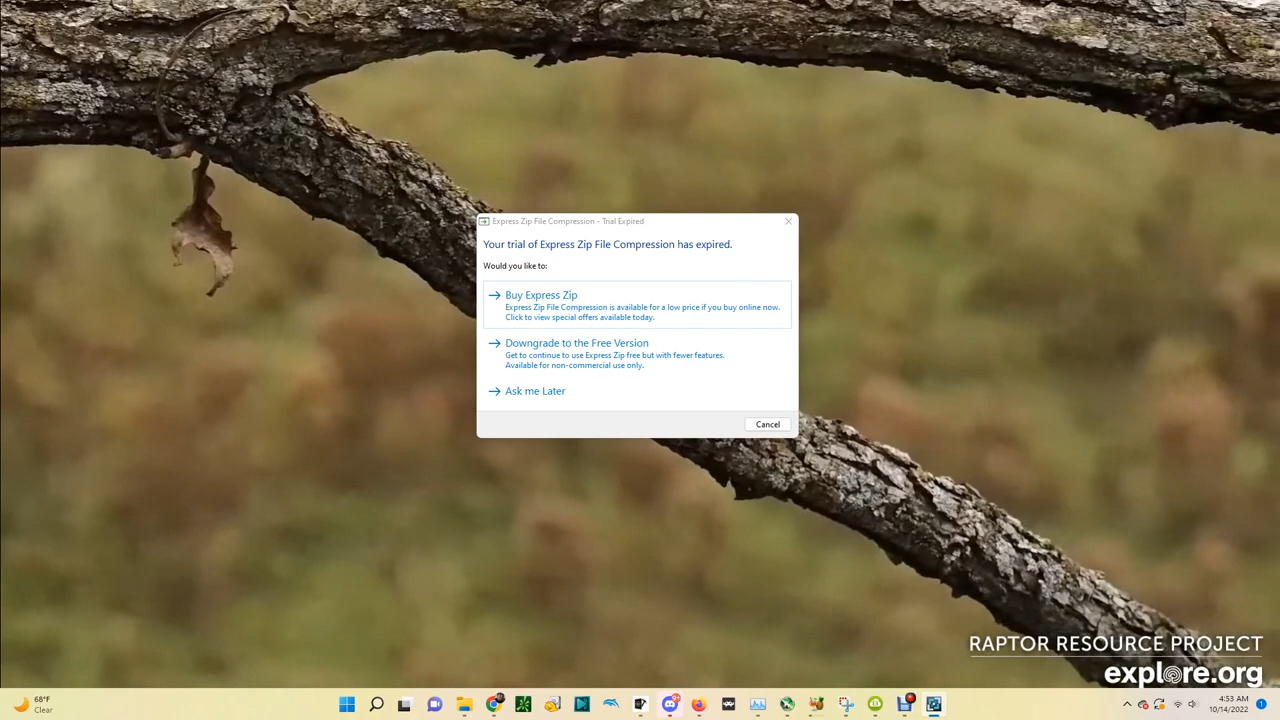 Express Zip File Compression - Trial Expired
Your trial of Express Zip File Compression has expired.
Would you like to:
Buy Express Zip
Express Zip File Compression is available for a low price if you buy online now.
Click to view special offers available today.
Downgrade to the Free Version
Get to continue to use Express Zip free but with fewer features.
Available for non-commercial use only.
Ask me Later
Cancel
RAPTOR RESOURCE PROJECT
explore.org
68°F
Clear
4:53 AM
10/14/2022
1